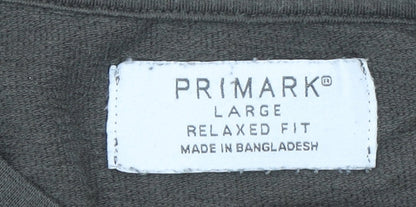 PRIMARK®
LARGE
RELAXED FIT
MADE IN BANGLADESH